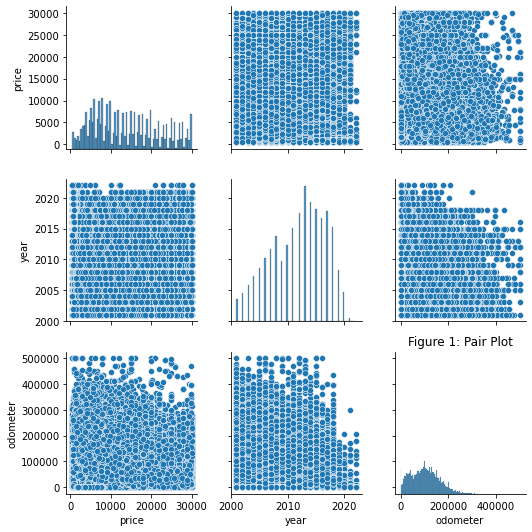 30000
25000
20000
15000
10000
5000
0
price
2020
2015
2010
2005
2000
year
Figure 1: Pair Plot
500000
400000
300000
200000
100000
0
odometer
0 10000 20000 30000
price
2000 2010 2020
year
0 200000 400000
odometer